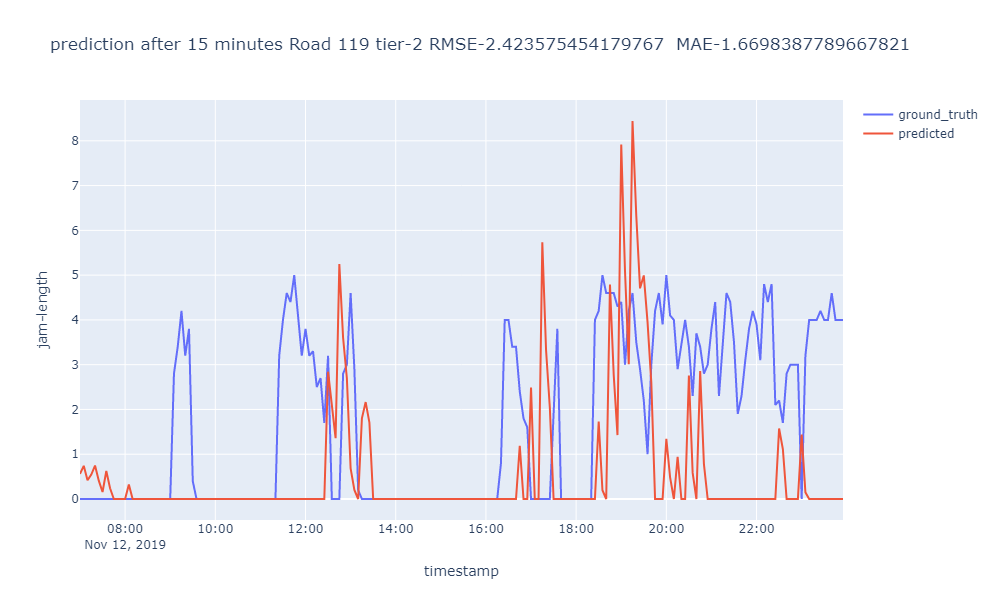 prediction after 15 minutes Road 119 tier-2 RMSE-2.423575454179767  MAE-1.6698387789667821
ground_truth
predicted
8
7
6
5
4
3
2
1
0
jam-length
08:00 10:00 12:00 14:00 16:00 18:00 20:00 22:00
Nov 12, 2019
timestamp